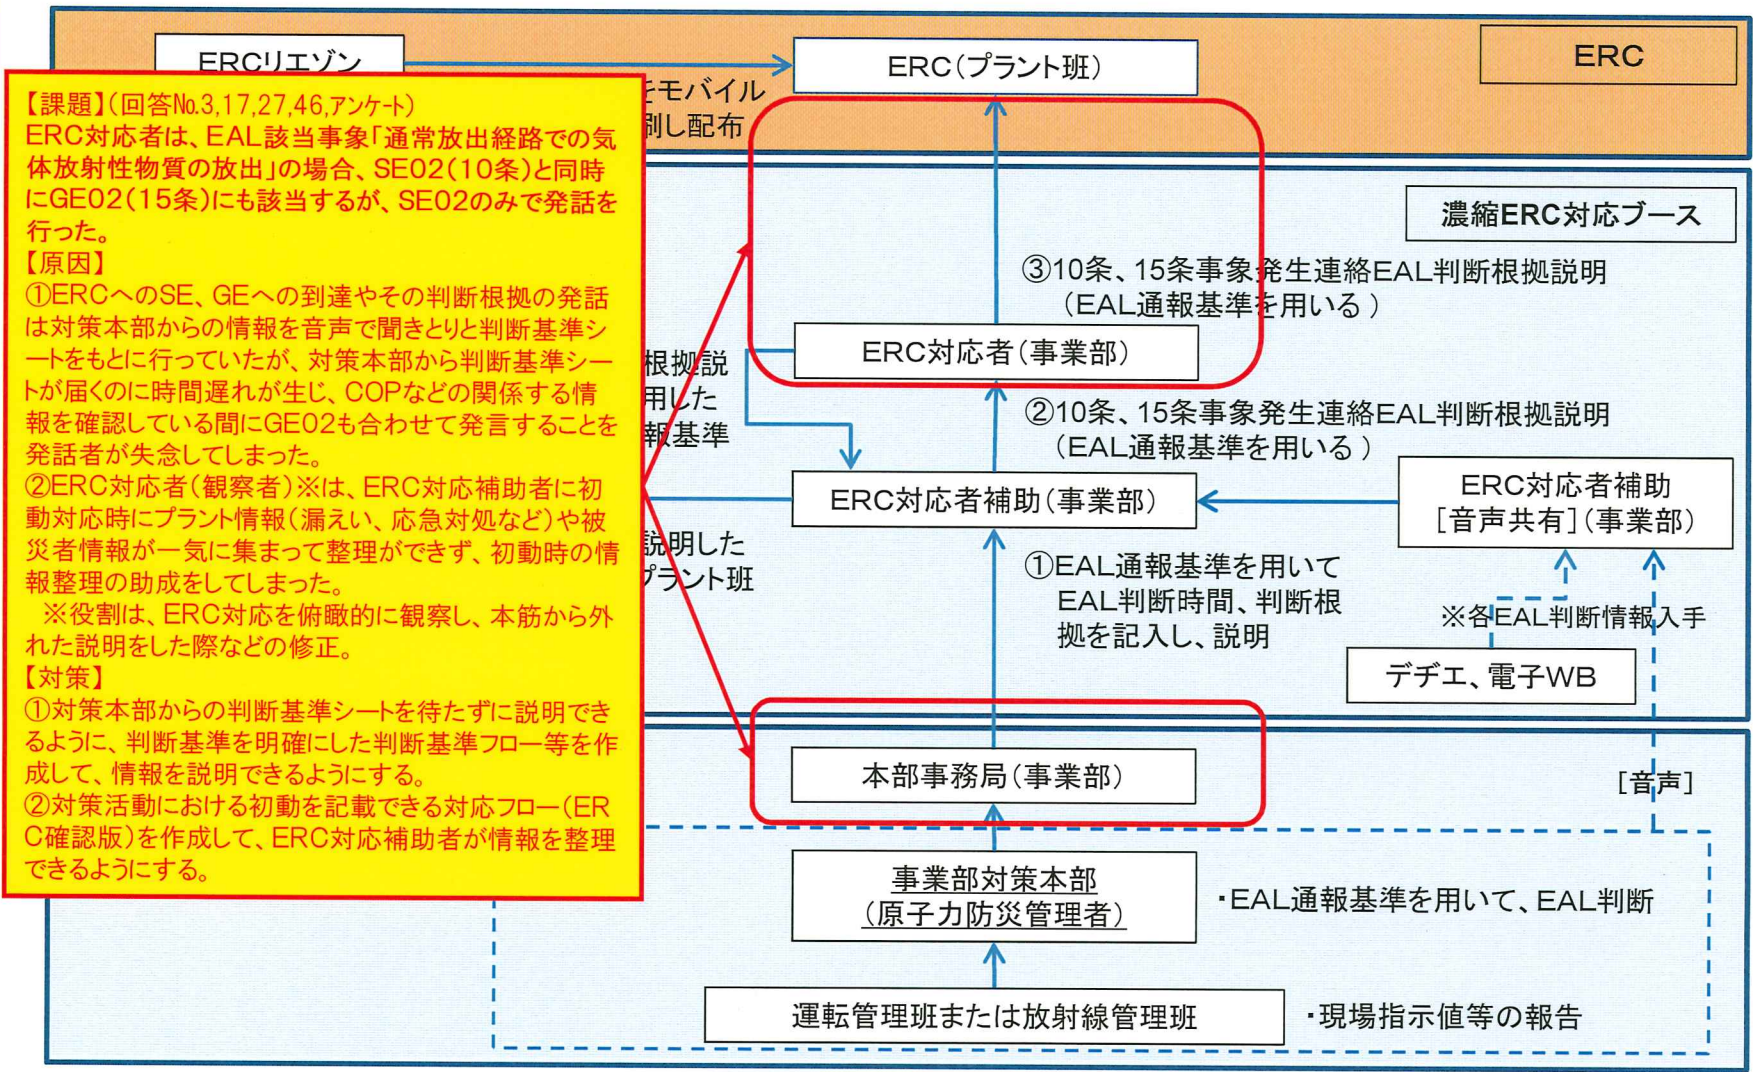 ERCリエゾン
ERC（プラント班）
ERC
をモバイル
刷し配布
【課題】（回答No.3,17,27,46,アンケート）
ERC対応者は、EAL該当事象「通常放出経路での気
体放射性物質の放出」の場合、SE02（10条）と同時
にGE02（15条）にも該当するが、SE02のみで発話を
行った。
【原因】
①ERCへのSE、GEへの到達やその判断根拠の発話
は対策本部からの情報を音声で聞きとりと判断基準シ
ートをもとに行っていたが、対策本部から判断基準シー
トが届くのに時間遅れが生じ、COPなどの関係する情
報を確認している間にGE02も合わせて発言することを
発話者が失念してしまった。
②ERC対応者（観察者）※は、ERC対応補助者に初
動対応時にプラント情報（漏えい、応急対処など）や被
災者情報が一気に集まって整理ができず、初動時の情
報整理の助成をしてしまった。
※役割は、ERC対応を俯瞰的に観察し、本筋から外
れた説明をした際などの修正。
【対策】
①対策本部からの判断基準シートを待たずに説明でき
るように、判断基準を明確にした判断基準フロー等を作
成して、情報を説明できるようにする。
②対策活動における初動を記載できる対応フロー（ER
C確認版）を作成して、ERC対応補助者が情報を整理
できるようにする。
濃縮ERC対応ブース
③10条、15条事象発生連絡EAL判断根拠説明
（EAL通報基準を用いる ）
ERC対応者（事業部）
根拠説
用した
報基準
②10条、15条事象発生連絡EAL判断根拠説明
（EAL通報基準を用いる ）
ERC対応者補助（事業部）
ERC対応者補助
［音声共有］（事業部）
説明した
プラント班
①EAL通報基準を用いて
EAL判断時間、判断根
拠を記入し、説明
※各EAL判断情報入手
デヂエ、電子WB
本部事務局（事業部）
［音声］
事業部対策本部
（原子力防災管理者）
・EAL通報基準を用いて、EAL判断
運転管理班または放射線管理班
・現場指示値等の報告